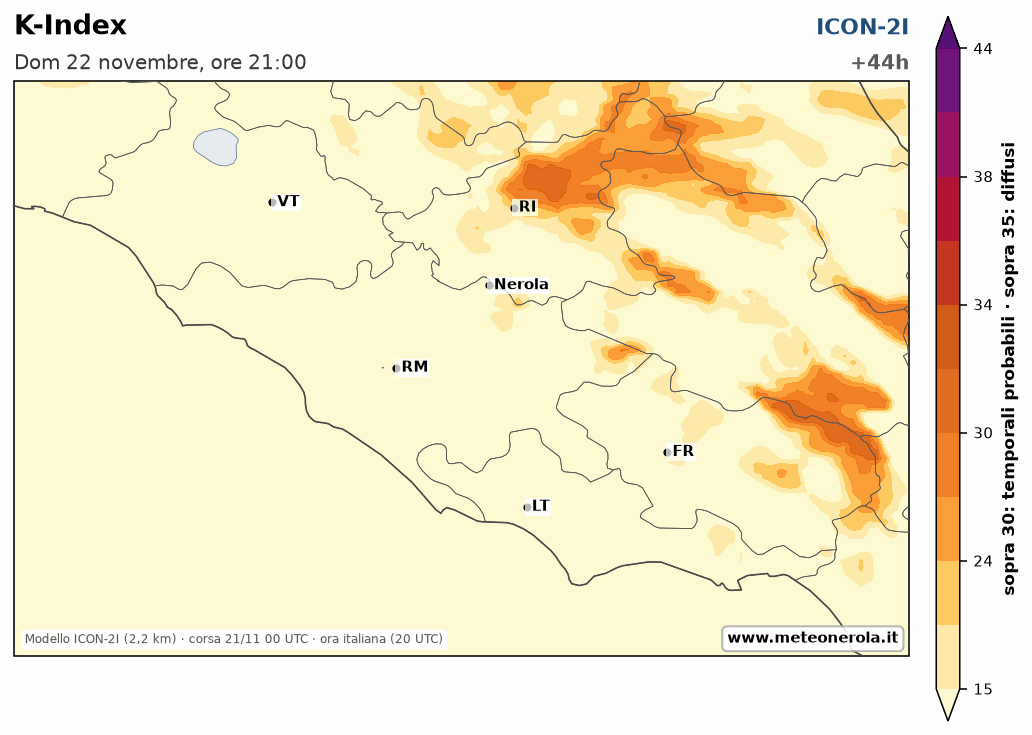 K-Index
ICON-2I
Dom 22 novembre, ore 21:00
+44h
44
38
34
30
24
15
sopra 30: temporali probabili · sopra 35: diffusi
VT
RI
Nerola
RM
FR
LT
Modello ICON-2I (2,2 km) · corsa 21/11 00 UTC · ora italiana (20 UTC)
www.meteonerola.it